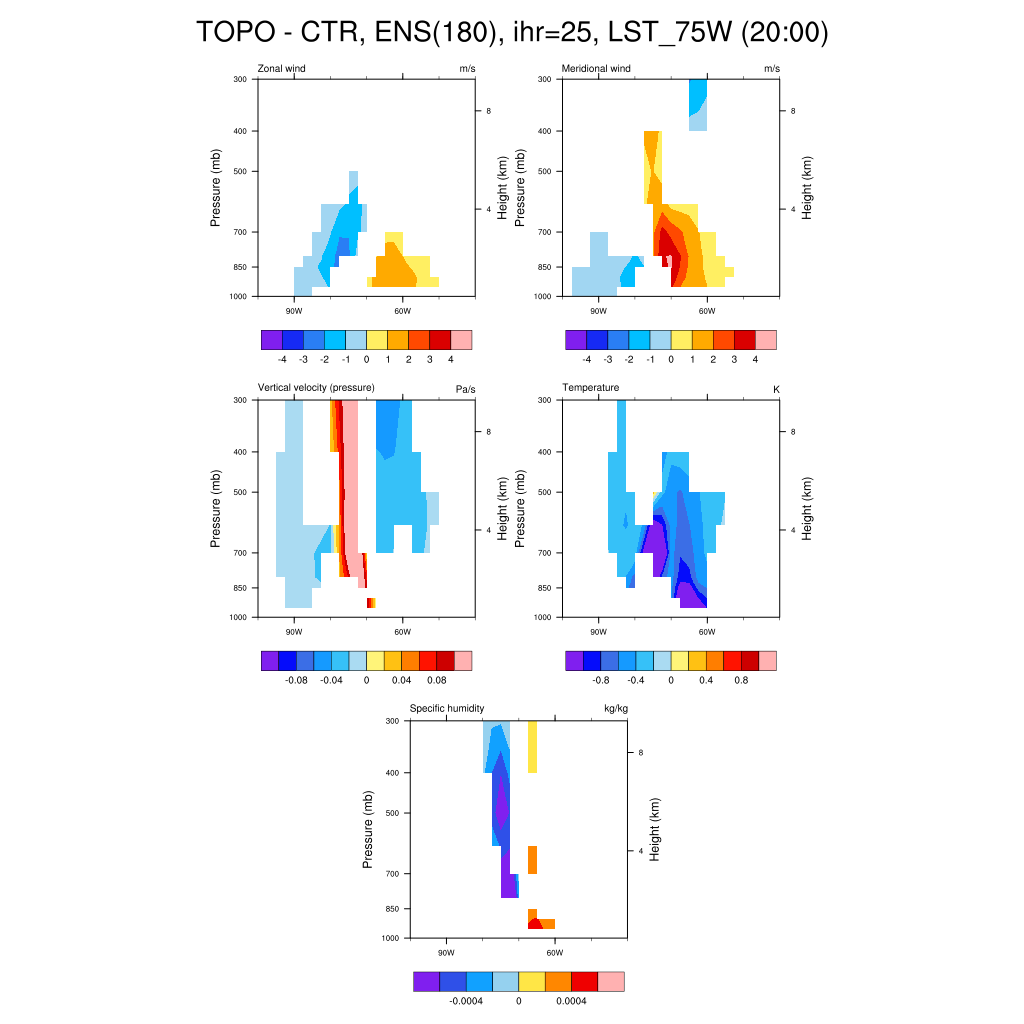 TOPO - CTR, ENS(180), ihr=25, LST_75W (20:00)
Zonal wind m/s
300
400
500
700
850
1000
Pressure (mb)
8
4
Height (km)
90W 60W
-4 -3 -2 -1 0 1 2 3 4
Meridional wind m/s
300
400
500
700
850
1000
Pressure (mb)
8
4
Height (km)
90W 60W
-4 -3 -2 -1 0 1 2 3 4
Vertical velocity (pressure) Pa/s
300
400
500
700
850
1000
Pressure (mb)
8
4
Height (km)
90W 60W
-0.08 -0.04 0 0.04 0.08
Temperature K
300
400
500
700
850
1000
Pressure (mb)
8
4
Height (km)
90W 60W
-0.8 -0.4 0 0.4 0.8
Specific humidity kg/kg
300
400
500
700
850
1000
Pressure (mb)
8
4
Height (km)
90W 60W
-0.0004 0 0.0004